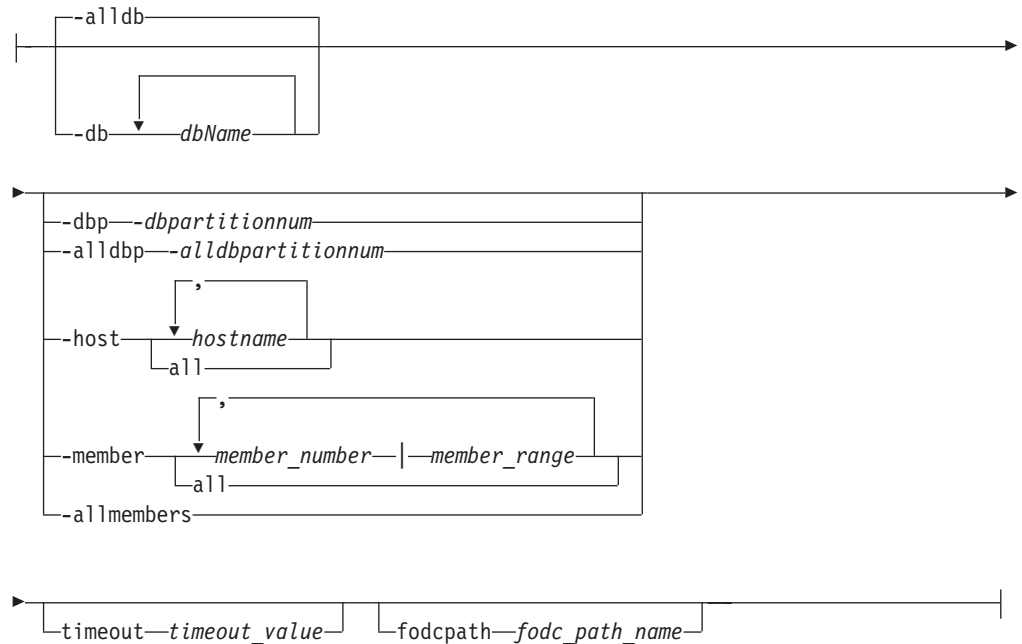 -alldb
-db dbName
-dbp -dbpartitionnum
-alldbp -alldbpartitionnum
,
-host hostname
all
,
-member member_number | member_range
all
-allmembers
timeout timeout_value fodcpath fodc_path_name